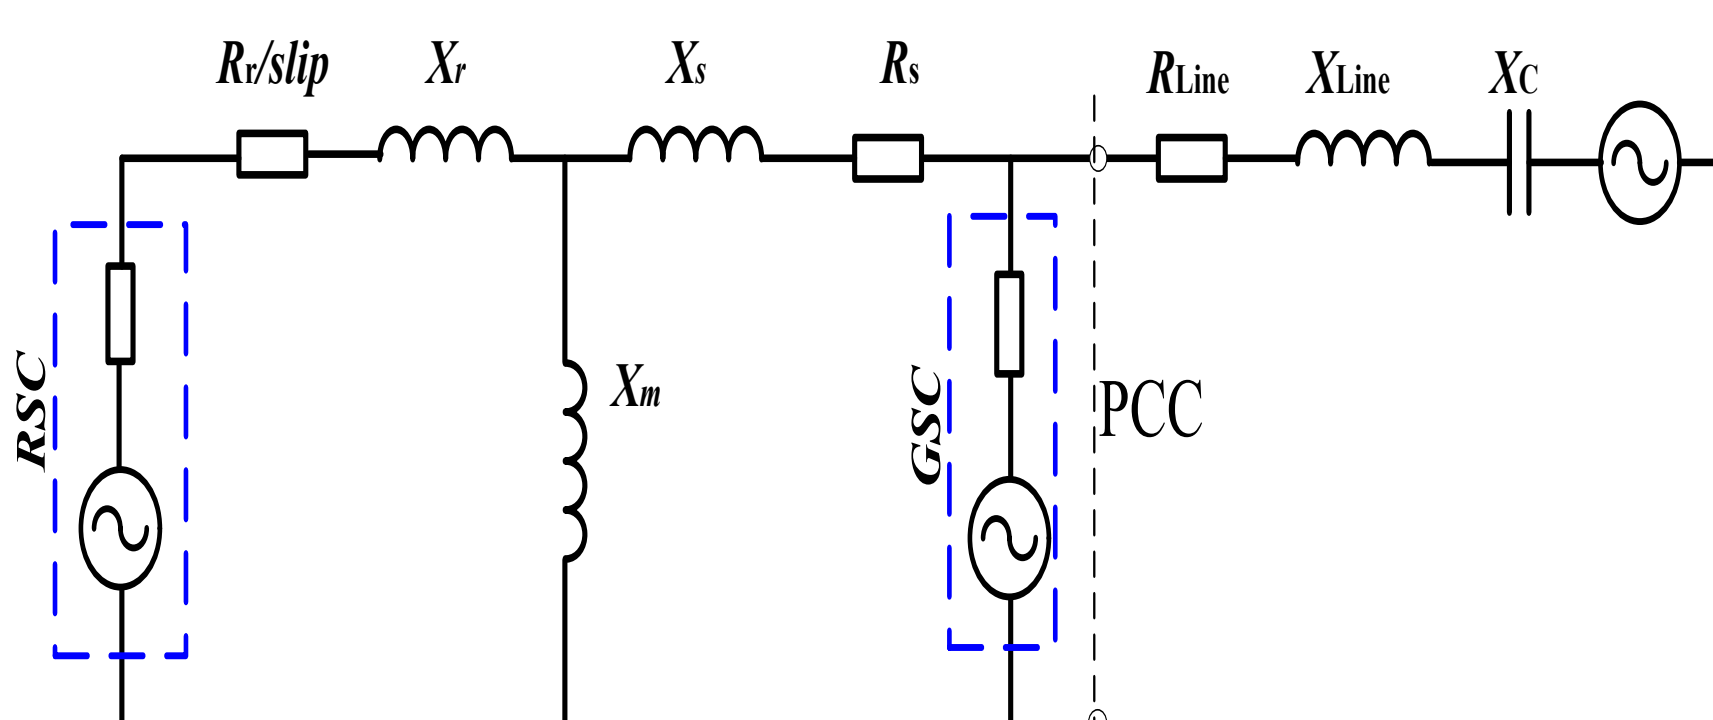 Rr/slip
Xr
Xs
Rs
RLine
XLine
XC
RSC
Xm
GSC
PCC